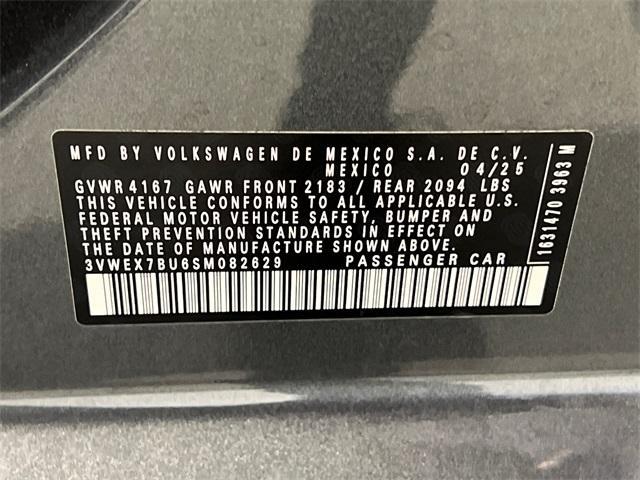 MFD BY VOLKSWAGEN DE MEXICO S.A. DE C.V.
MEXICO 04/25
GVWR 4167 GAWR FRONT 2183 / REAR 2094 LBS
THIS VEHICLE CONFORMS TO ALL APPLICABLE U.S.
FEDERAL MOTOR VEHICLE SAFETY, BUMPER AND
THEFT PREVENTION STANDARDS IN EFFECT ON
THE DATE OF MANUFACTURE SHOWN ABOVE.
3VWEX7BU6SM082629 PASSENGER CAR
1631470 3963 M